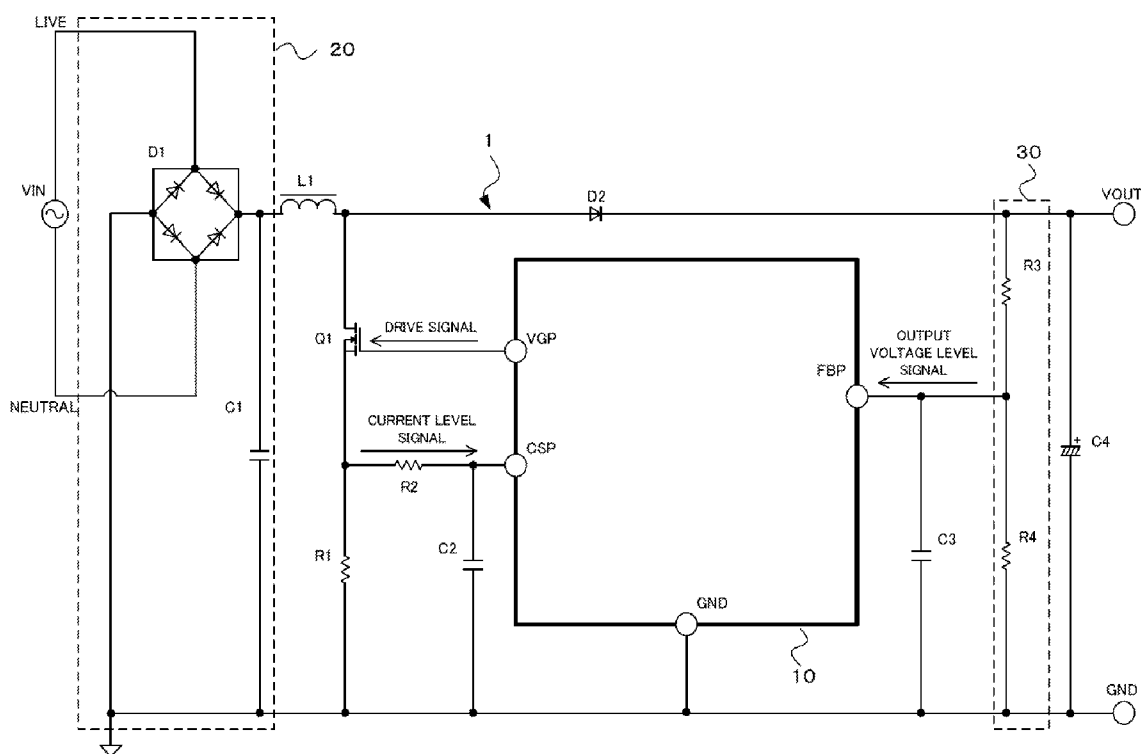 LIVE
20
D1
1
30
VIN
L1
D2
VOUT
R3
Q1
DRIVE SIGNAL
VGP
OUTPUT
VOLTAGE LEVEL
SIGNAL
FBP
NEUTRAL
C1
CURRENT LEVEL
SIGNAL
CSP
C4
R2
R1
C2
C3
R4
GND
10
GND